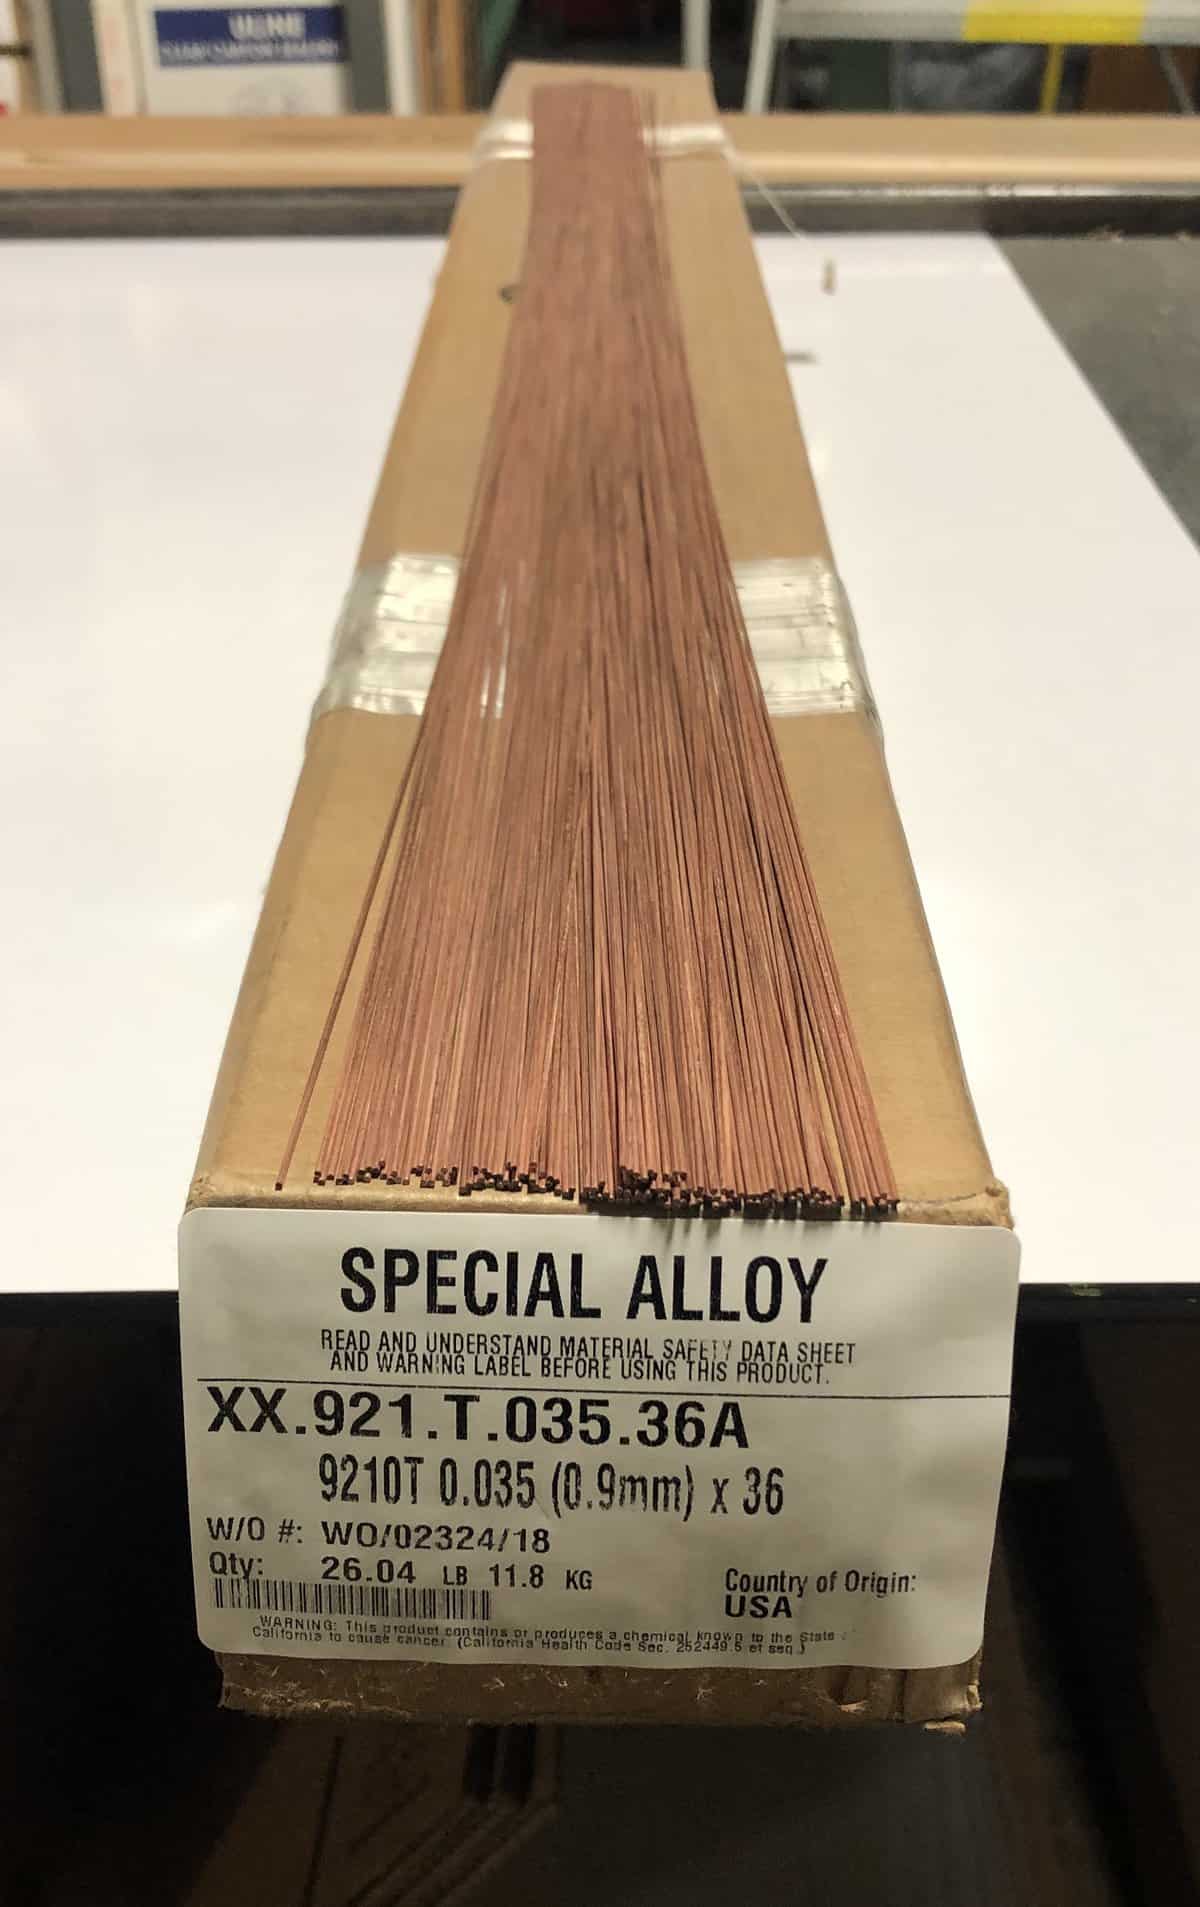 ULINE
SPECIAL ALLOY
READ AND UNDERSTAND MATERIAL SAFETY DATA SHEET
AND WARNING LABEL BEFORE USING THIS PRODUCT.
XX.921.T.035.36A
9210T 0.035 (0.9mm) x 36
W/O #: WO/02324/18
Qty: 26.04 LB 11.8 KG
Country of Origin:
USA
WARNING: This product contains or produces a chemical known to the State
California to cause cancer. (California Health Code Sec. 252449.5 et seq.)